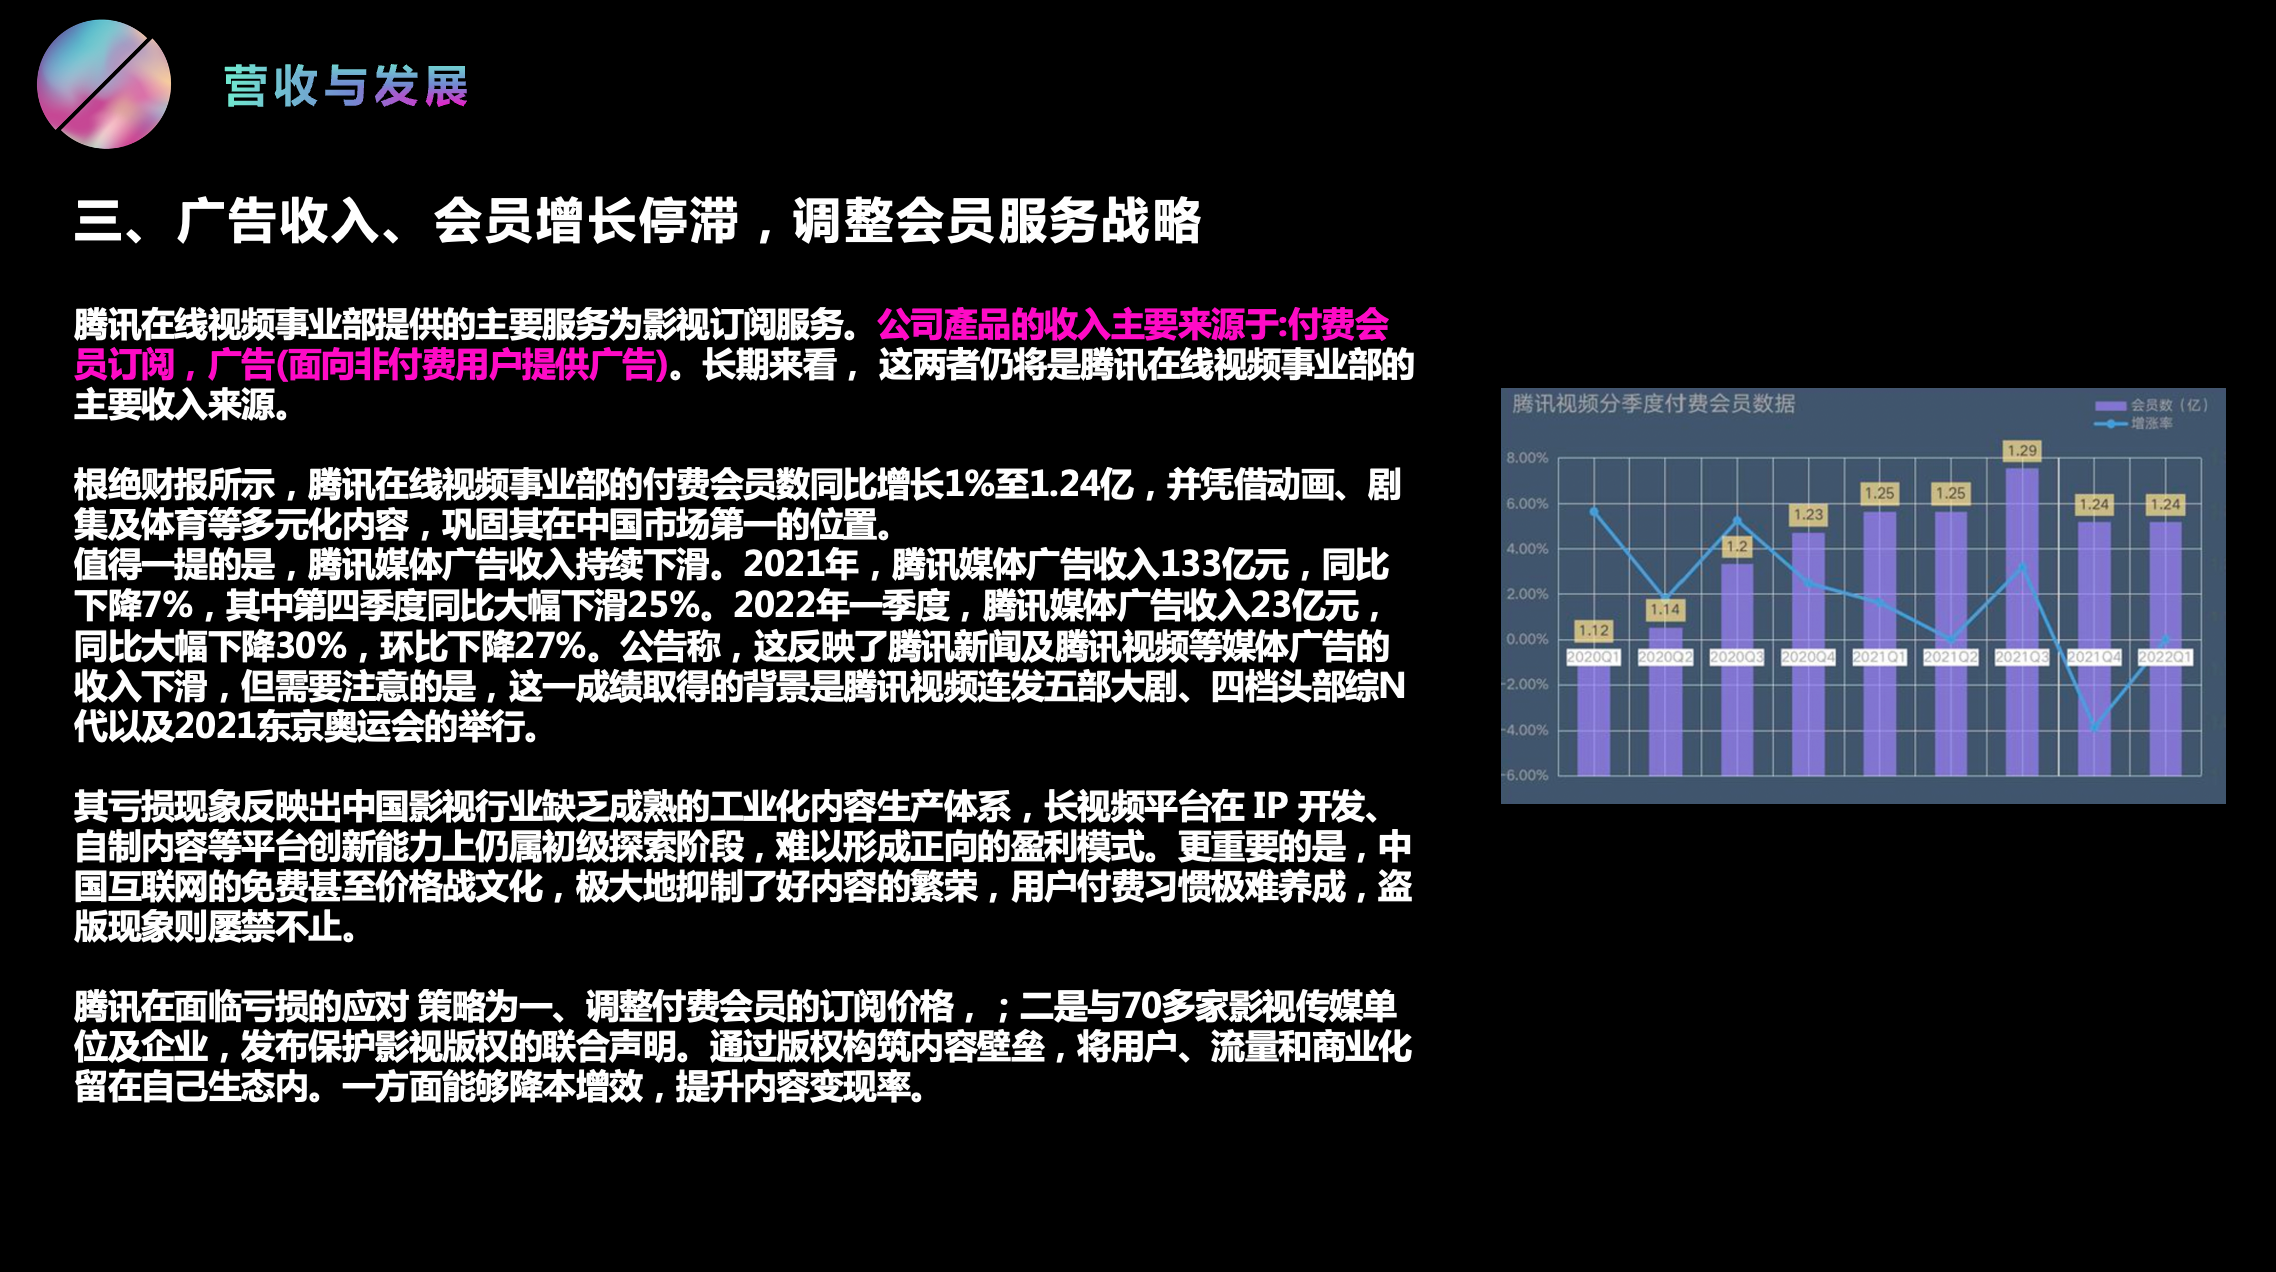 营收与发展
三、广告收入、会员增长停滞，调整会员服务战略
腾讯在线视频事业部提供的主要服务为影视订阅服务。公司產品的收入主要来源于:付费会
员订阅，广告(面向非付费用户提供广告)。长期来看， 这两者仍将是腾讯在线视频事业部的
主要收入来源。
根绝财报所示，腾讯在线视频事业部的付费会员数同比增长1%至1.24亿，并凭借动画、剧
集及体育等多元化内容，巩固其在中国市场第一的位置。
值得一提的是，腾讯媒体广告收入持续下滑。2021年，腾讯媒体广告收入133亿元，同比
下降7%，其中第四季度同比大幅下滑25%。2022年一季度，腾讯媒体广告收入23亿元，
同比大幅下降30%，环比下降27%。公告称，这反映了腾讯新闻及腾讯视频等媒体广告的
收入下滑，但需要注意的是，这一成绩取得的背景是腾讯视频连发五部大剧、四档头部综N
代以及2021东京奥运会的举行。
其亏损现象反映出中国影视行业缺乏成熟的工业化内容生产体系，长视频平台在 IP 开发、
自制内容等平台创新能力上仍属初级探索阶段，难以形成正向的盈利模式。更重要的是，中
国互联网的免费甚至价格战文化，极大地抑制了好内容的繁荣，用户付费习惯极难养成，盗
版现象则屡禁不止。
腾讯在面临亏损的应对 策略为一、调整付费会员的订阅价格，；二是与70多家影视传媒单
位及企业，发布保护影视版权的联合声明。通过版权构筑内容壁垒，将用户、流量和商业化
留在自己生态内。一方面能够降本增效，提升内容变现率。
腾讯视频分季度付费会员数据
会员数（亿）
增涨率
8.00%
6.00%
4.00%
2.00%
0.00%
-2.00%
-4.00%
-6.00%
1.12
1.14
1.2
1.23
1.25
1.25
1.29
1.24
1.24
2020Q1
2020Q2
2020Q3
2020Q4
2021Q1
2021Q2
2021Q3
2021Q4
2022Q1